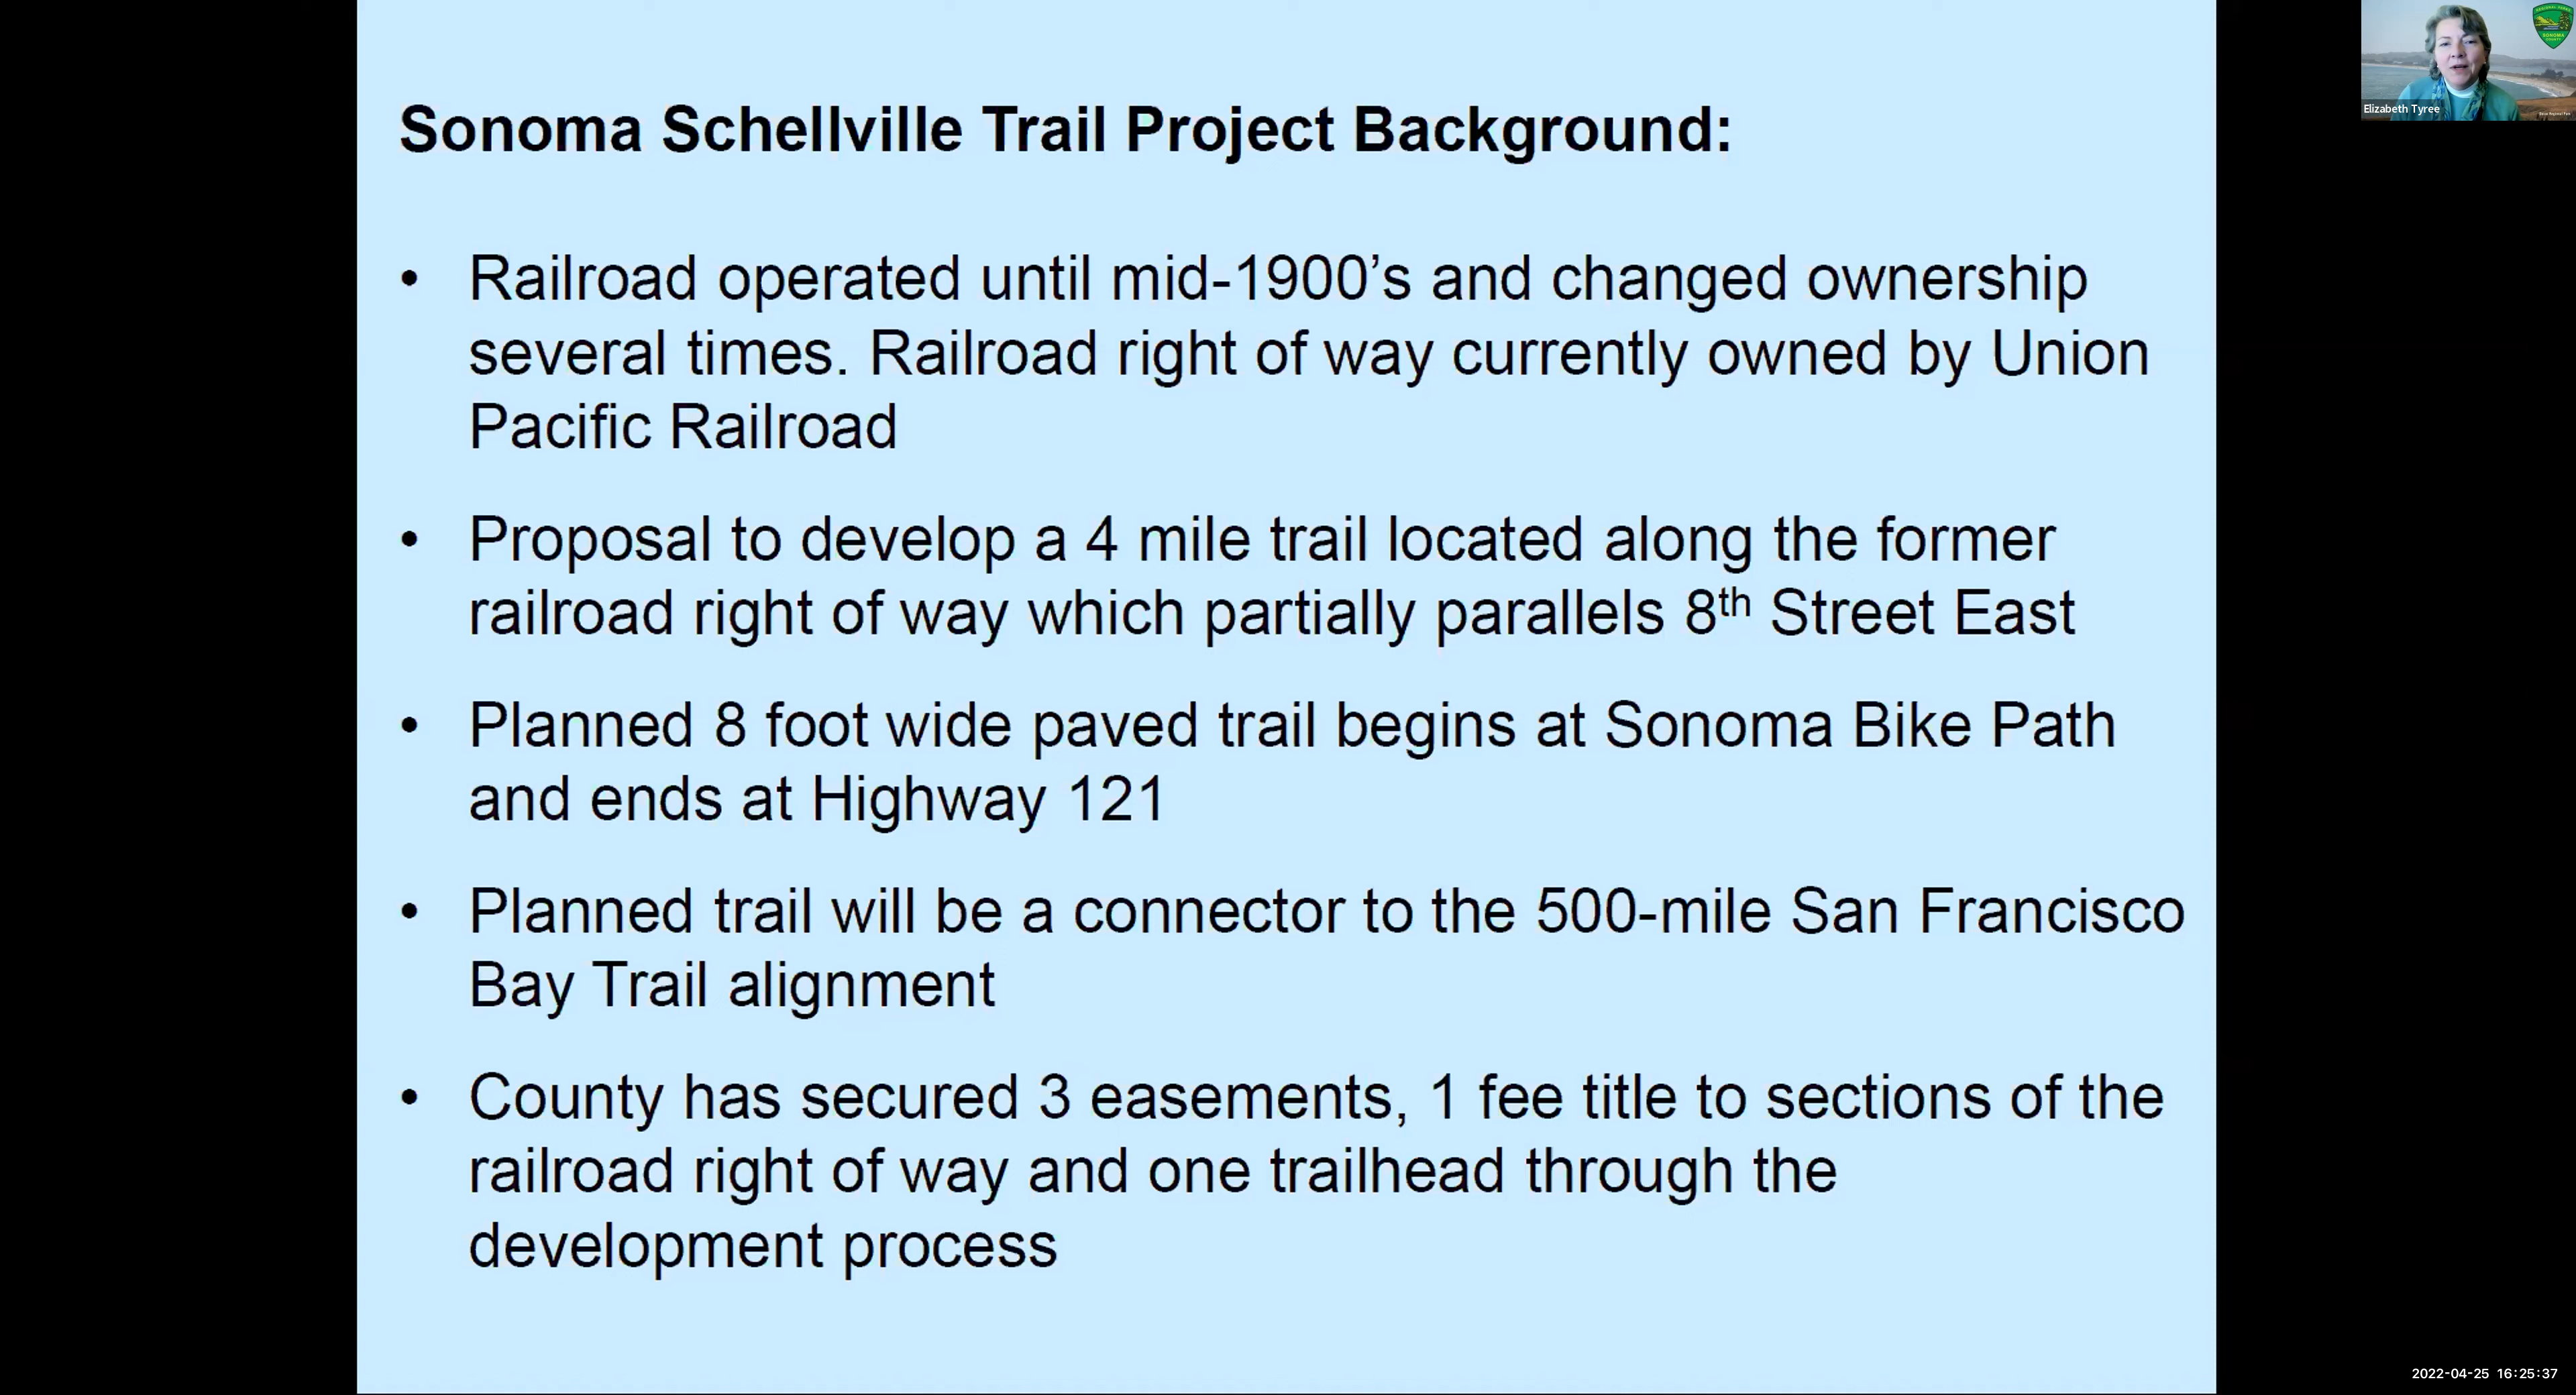 Sonoma Schellville Trail Project Background:
• Railroad operated until mid-1900’s and changed ownership
several times. Railroad right of way currently owned by Union
Pacific Railroad
• Proposal to develop a 4 mile trail located along the former
railroad right of way which partially parallels 8th Street East
• Planned 8 foot wide paved trail begins at Sonoma Bike Path
and ends at Highway 121
• Planned trail will be a connector to the 500-mile San Francisco
Bay Trail alignment
• County has secured 3 easements, 1 fee title to sections of the
railroad right of way and one trailhead through the
development process
REGIONAL PARKS
SONOMA
COUNTY
Elizabeth Tyree
2022-04-25 16:25:37